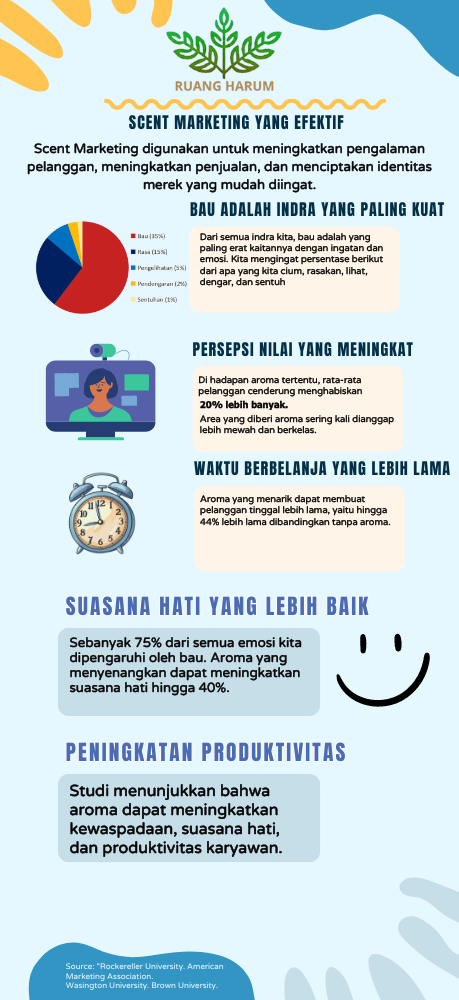 RUANG HARUM
SCENT MARKETING YANG EFEKTIF
Scent Marketing digunakan untuk meningkatkan pengalaman
pelanggan, meningkatkan penjualan, dan menciptakan identitas
merek yang mudah diingat.
BAU ADALAH INDRA YANG PALING KUAT
Bau (35%)
Rasa (15%)
Pengelihatan (5%)
Pendengaran (2%)
Sentuhan (1%)
Dari semua indra kita, bau adalah yang
paling erat kaitannya dengan ingatan dan
emosi. Kita mengingat persentase berikut
dari apa yang kita cium, rasakan, lihat,
dengar, dan sentuh
PERSEPSI NILAI YANG MENINGKAT
Di hadapan aroma tertentu, rata-rata
pelanggan cenderung menghabiskan
20% lebih banyak.
Area yang diberi aroma sering kali dianggap
lebih mewah dan berkelas.
WAKTU BERBELANJA YANG LEBIH LAMA
Aroma yang menarik dapat membuat
pelanggan tinggal lebih lama, yaitu hingga
44% lebih lama dibandingkan tanpa aroma.
SUASANA HATI YANG LEBIH BAIK
Sebanyak 75% dari semua emosi kita
dipengaruhi oleh bau. Aroma yang
menyenangkan dapat meningkatkan
suasana hati hingga 40%.
PENINGKATAN PRODUKTIVITAS
Studi menunjukkan bahwa
aroma dapat meningkatkan
kewaspadaan, suasana hati,
dan produktivitas karyawan.
Source: "Rockereller University. American
Marketing Association.
Wasington University. Brown University.